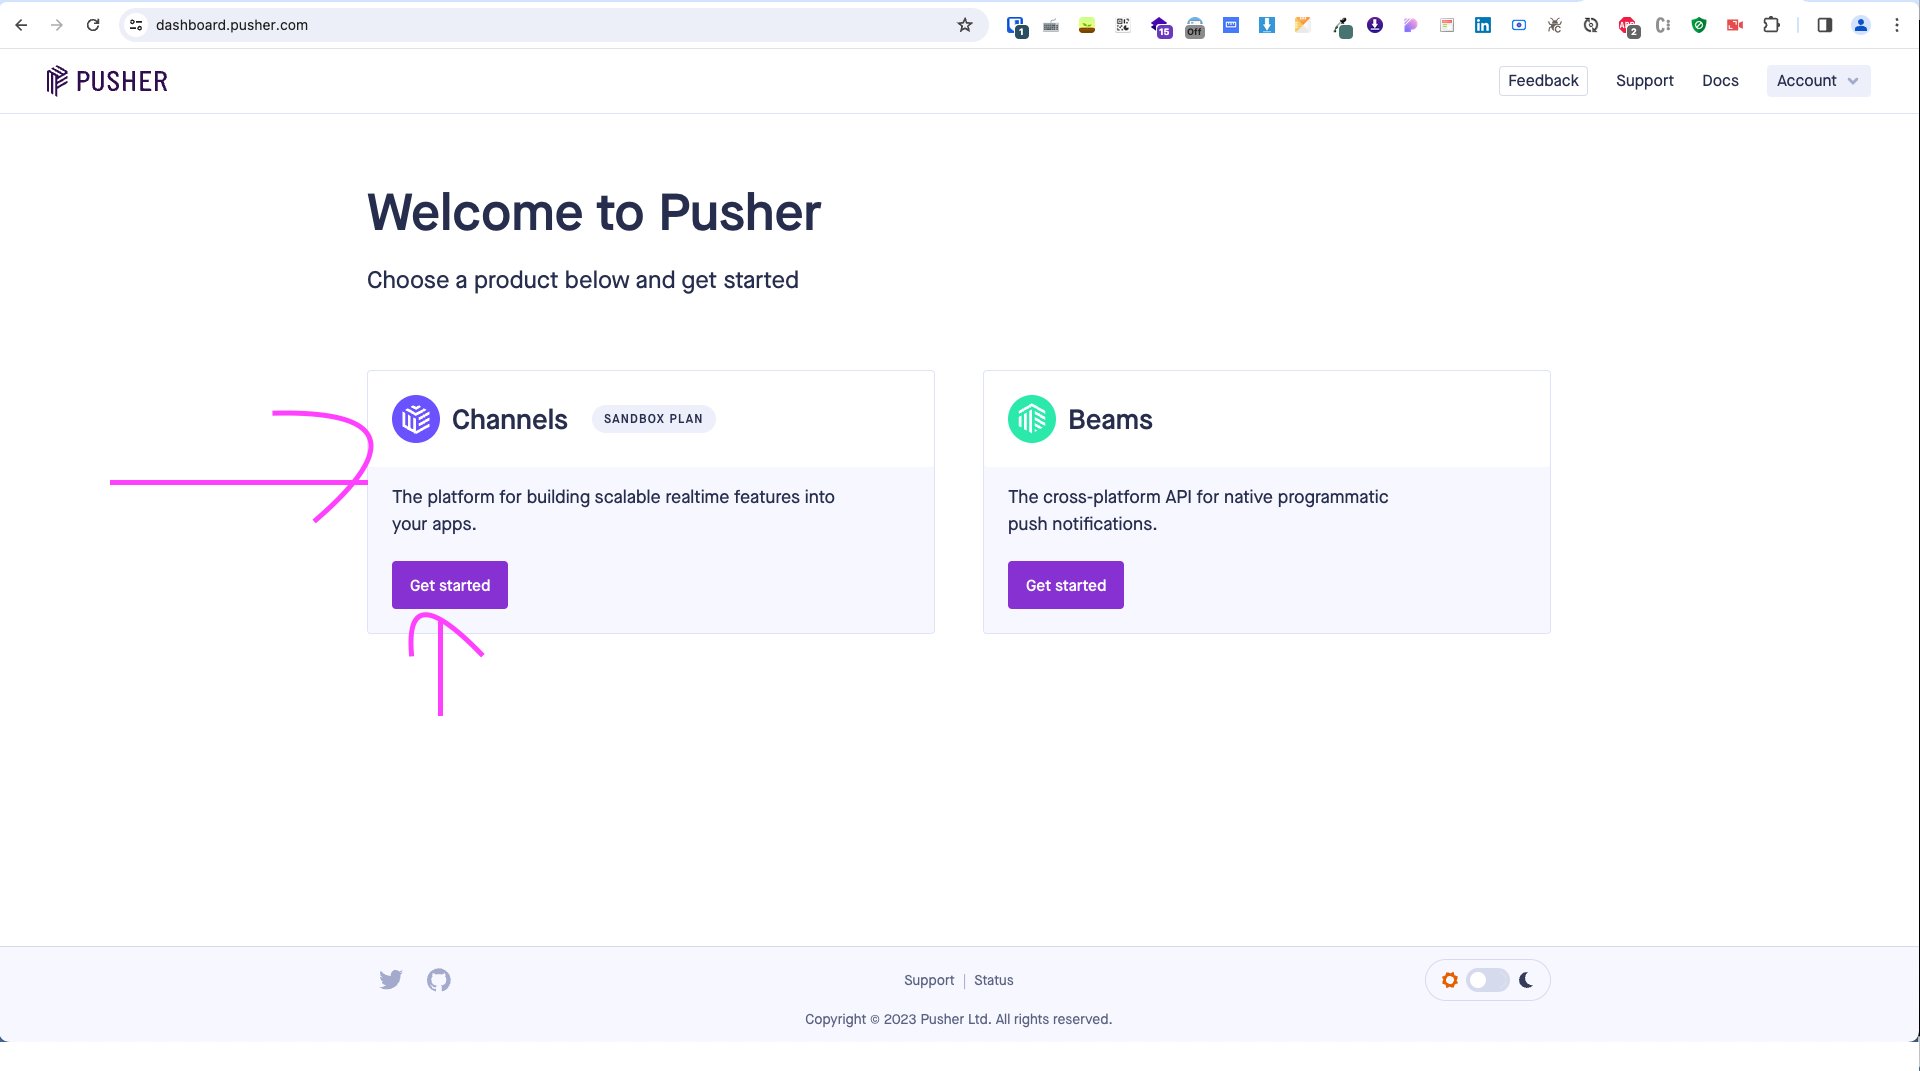 dashboard.pusher.com
1
15
Off
2
PUSHER
Feedback
Support
Docs
Account
Welcome to Pusher
Choose a product below and get started
Channels
SANDBOX PLAN
The platform for building scalable realtime features into
your apps.
Get started
Beams
The cross-platform API for native programmatic
push notifications.
Get started
Support | Status
Copyright © 2023 Pusher Ltd. All rights reserved.